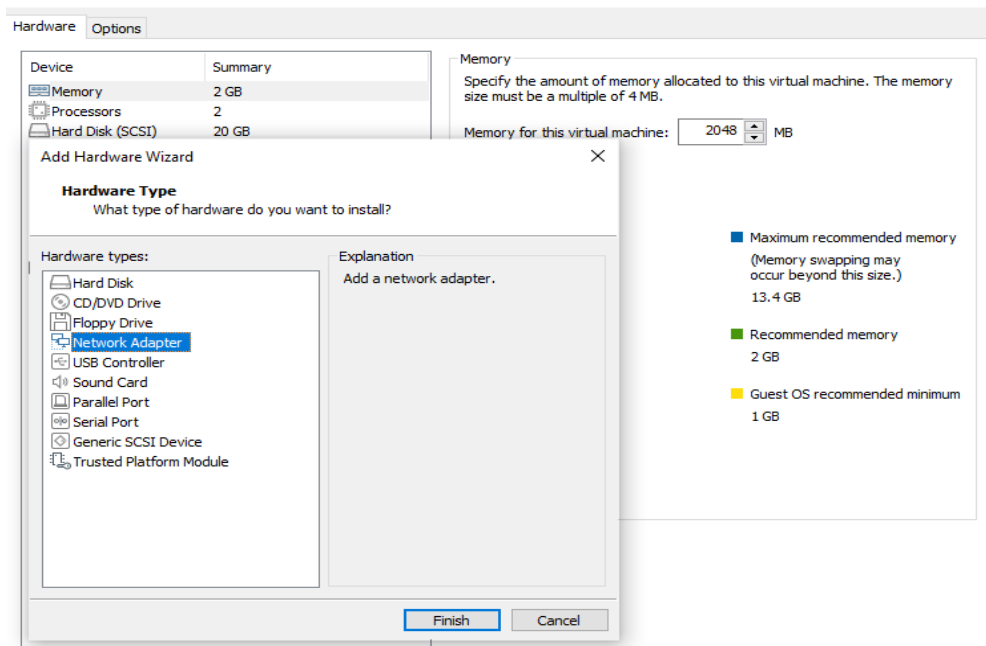 Hardware
Options
Device Summary
Memory 2 GB
Processors 2
Hard Disk (SCSI) 20 GB
Memory
Specify the amount of memory allocated to this virtual machine. The memory
size must be a multiple of 4 MB.
Memory for this virtual machine: 2048 MB
Maximum recommended memory
(Memory swapping may
occur beyond this size.)
13.4 GB
Recommended memory
2 GB
Guest OS recommended minimum
1 GB
Add Hardware Wizard
Hardware Type
What type of hardware do you want to install?
Hardware types:
Hard Disk
CD/DVD Drive
Floppy Drive
Network Adapter
USB Controller
Sound Card
Parallel Port
Serial Port
Generic SCSI Device
Trusted Platform Module
Explanation
Add a network adapter.
Finish
Cancel